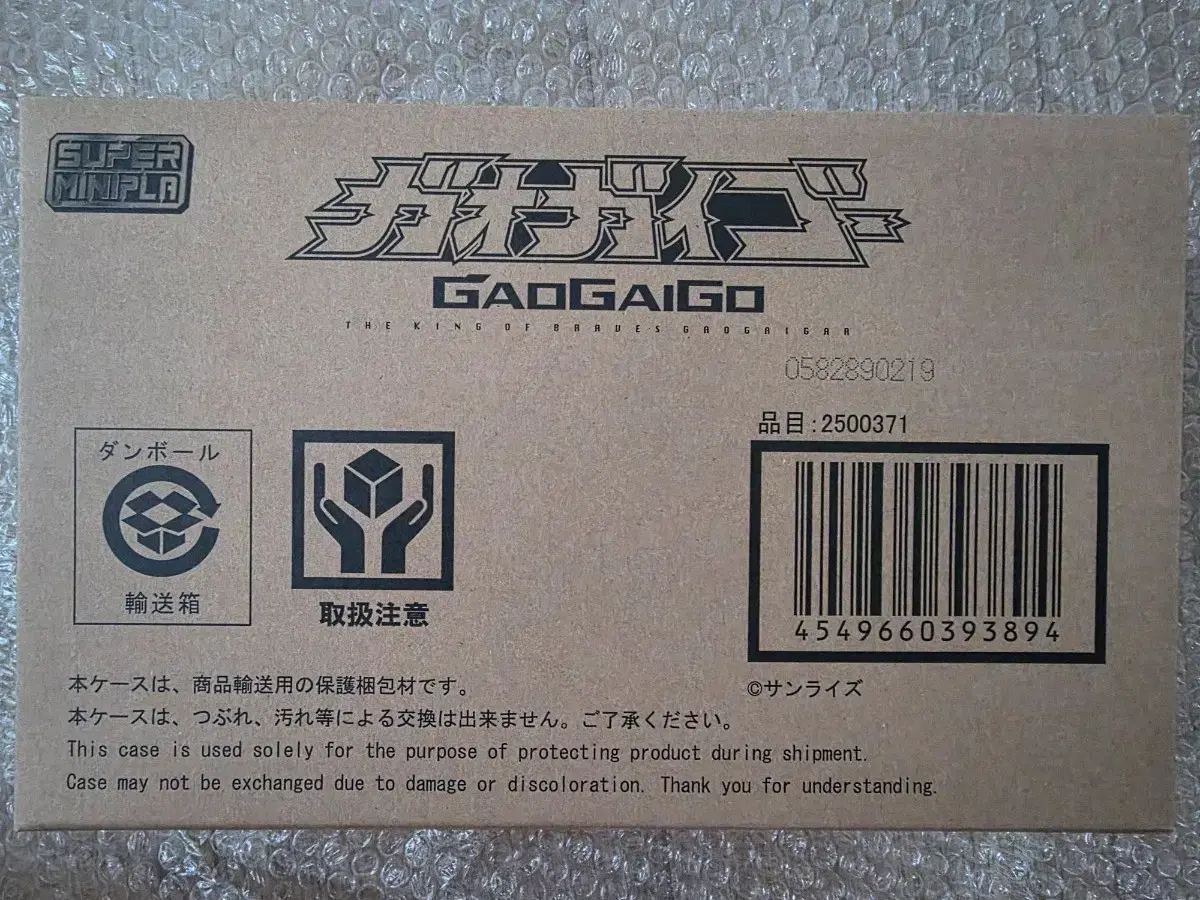 SUPER
MINIPLA
ガオガイゴー
GAOGAIGO
THE KING OF BRAVES GAOGAIGAR
0582890219
品目:2500371
ダンボール
輸送箱
取扱注意
4549660393894
©サンライズ
本ケースは、商品輸送用の保護梱包材です。
本ケースは、つぶれ、汚れ等による交換は出来ません。ご了承ください。
This case is used solely for the purpose of protecting product during shipment.
Case may not be exchanged due to damage or discoloration. Thank you for understanding.